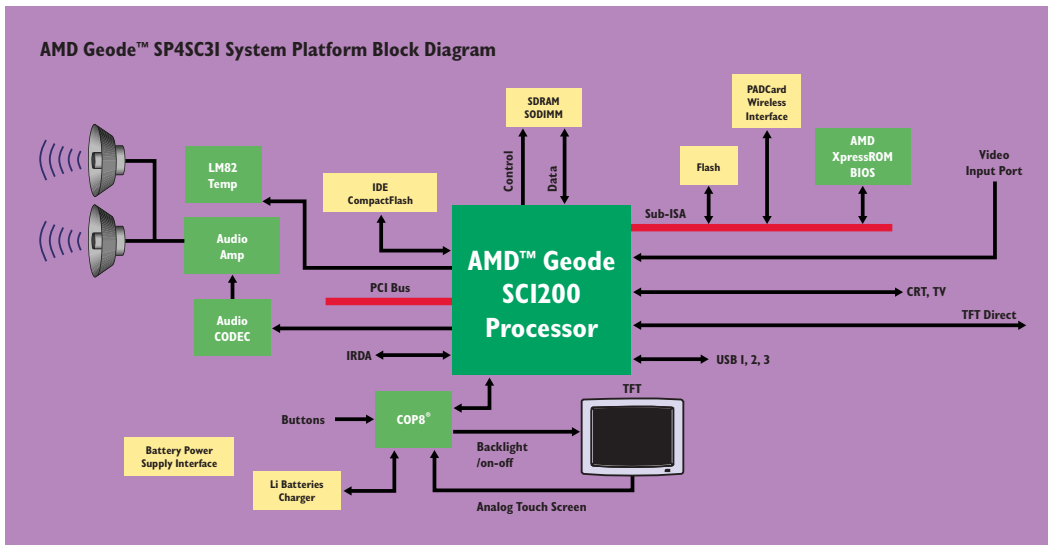 AMD Geode™ SP4SC3I System Platform Block Diagram
SDRAM
SODIMM
PADCard
Wireless
Interface
LM82
Temp
IDE
CompactFlash
Control
Data
Flash
AMD
XpressROM
BIOS
Video
Input Port
Sub-ISA
Audio
Amp
AMD™ Geode
SC1200
Processor
PCI Bus
CRT, TV
Audio
CODEC
TFT Direct
IRDA
USB 1, 2, 3
TFT
Buttons
COP8®
Backlight
/on-off
Battery Power
Supply Interface
Li Batteries
Charger
Analog Touch Screen